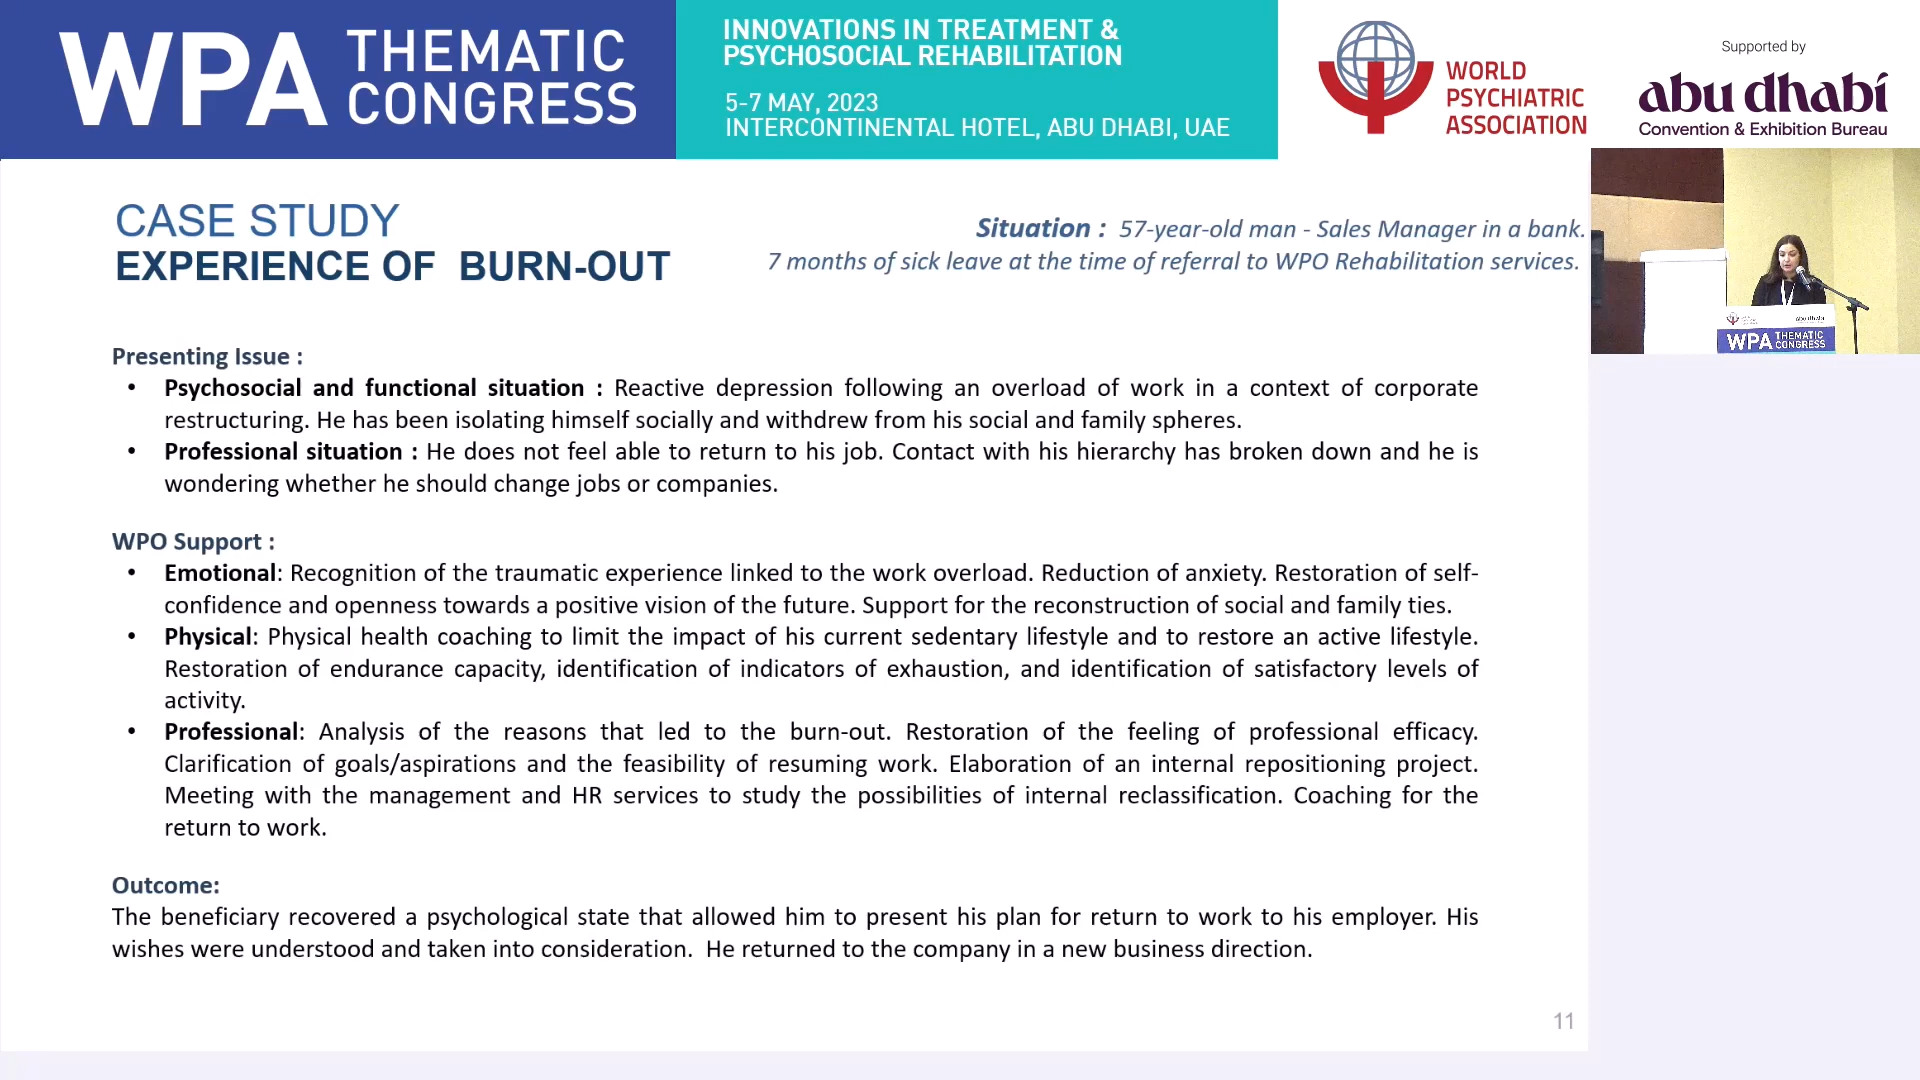 WPA THEMATIC CONGRESS
INNOVATIONS IN TREATMENT &
PSYCHOSOCIAL REHABILITATION
5-7 MAY, 2023
INTERCONTINENTAL HOTEL, ABU DHABI, UAE
WORLD
PSYCHIATRIC
ASSOCIATION
Supported by
abu dhabi
Convention & Exhibition Bureau
CASE STUDY
EXPERIENCE OF BURN-OUT
Situation : 57-year-old man - Sales Manager in a bank.
7 months of sick leave at the time of referral to WPO Rehabilitation services.
Presenting Issue :
• Psychosocial and functional situation : Reactive depression following an overload of work in a context of corporate
restructuring. He has been isolating himself socially and withdrew from his social and family spheres.
• Professional situation : He does not feel able to return to his job. Contact with his hierarchy has broken down and he is
wondering whether he should change jobs or companies.
WPO Support :
• Emotional: Recognition of the traumatic experience linked to the work overload. Reduction of anxiety. Restoration of self-
confidence and openness towards a positive vision of the future. Support for the reconstruction of social and family ties.
• Physical: Physical health coaching to limit the impact of his current sedentary lifestyle and to restore an active lifestyle.
Restoration of endurance capacity, identification of indicators of exhaustion, and identification of satisfactory levels of
activity.
• Professional: Analysis of the reasons that led to the burn-out. Restoration of the feeling of professional efficacy.
Clarification of goals/aspirations and the feasibility of resuming work. Elaboration of an internal repositioning project.
Meeting with the management and HR services to study the possibilities of internal reclassification. Coaching for the
return to work.
Outcome:
The beneficiary recovered a psychological state that allowed him to present his plan for return to work to his employer. His
wishes were understood and taken into consideration.  He returned to the company in a new business direction.
11
abu dhabi
WPA THEMATIC CONGRESS